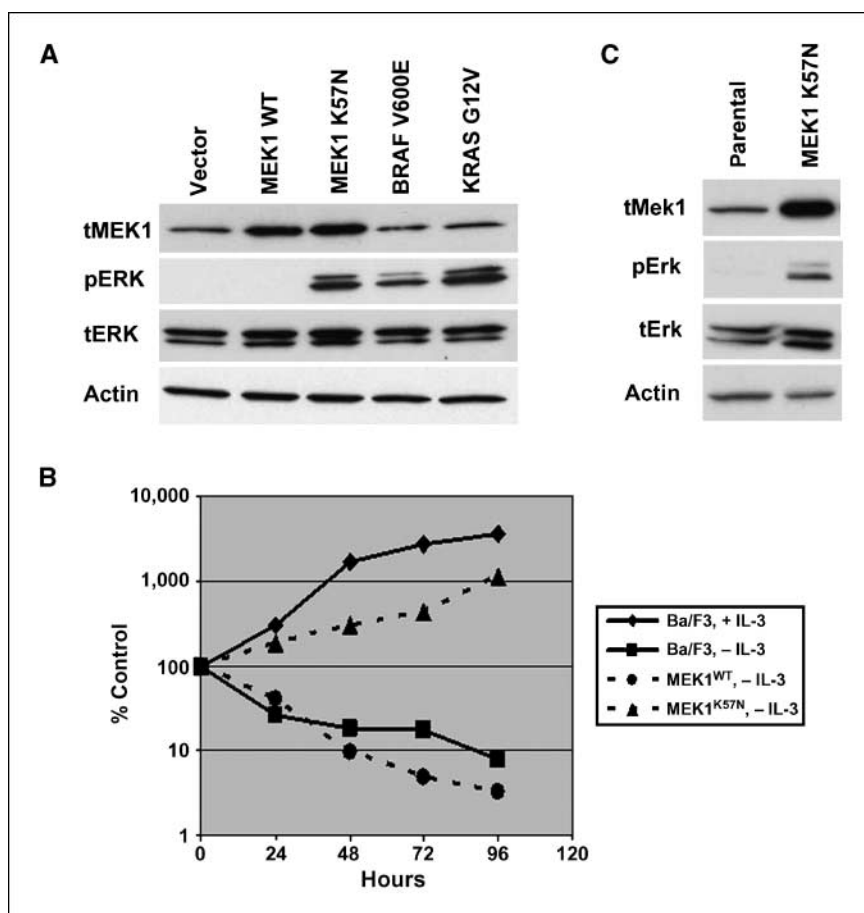 A
Vector
MEK1 WT
MEK1 K57N
BRAF V600E
KRAS G12V
tMEK1
pERK
tERK
Actin
C
Parental
MEK1 K57N
tMek1
pErk
tErk
Actin
B
% Control
10,000
1,000
100
10
1
0 24 48 72 96 120
Hours
Ba/F3, + IL-3
Ba/F3, – IL-3
MEK1WT, – IL-3
MEK1K57N, – IL-3